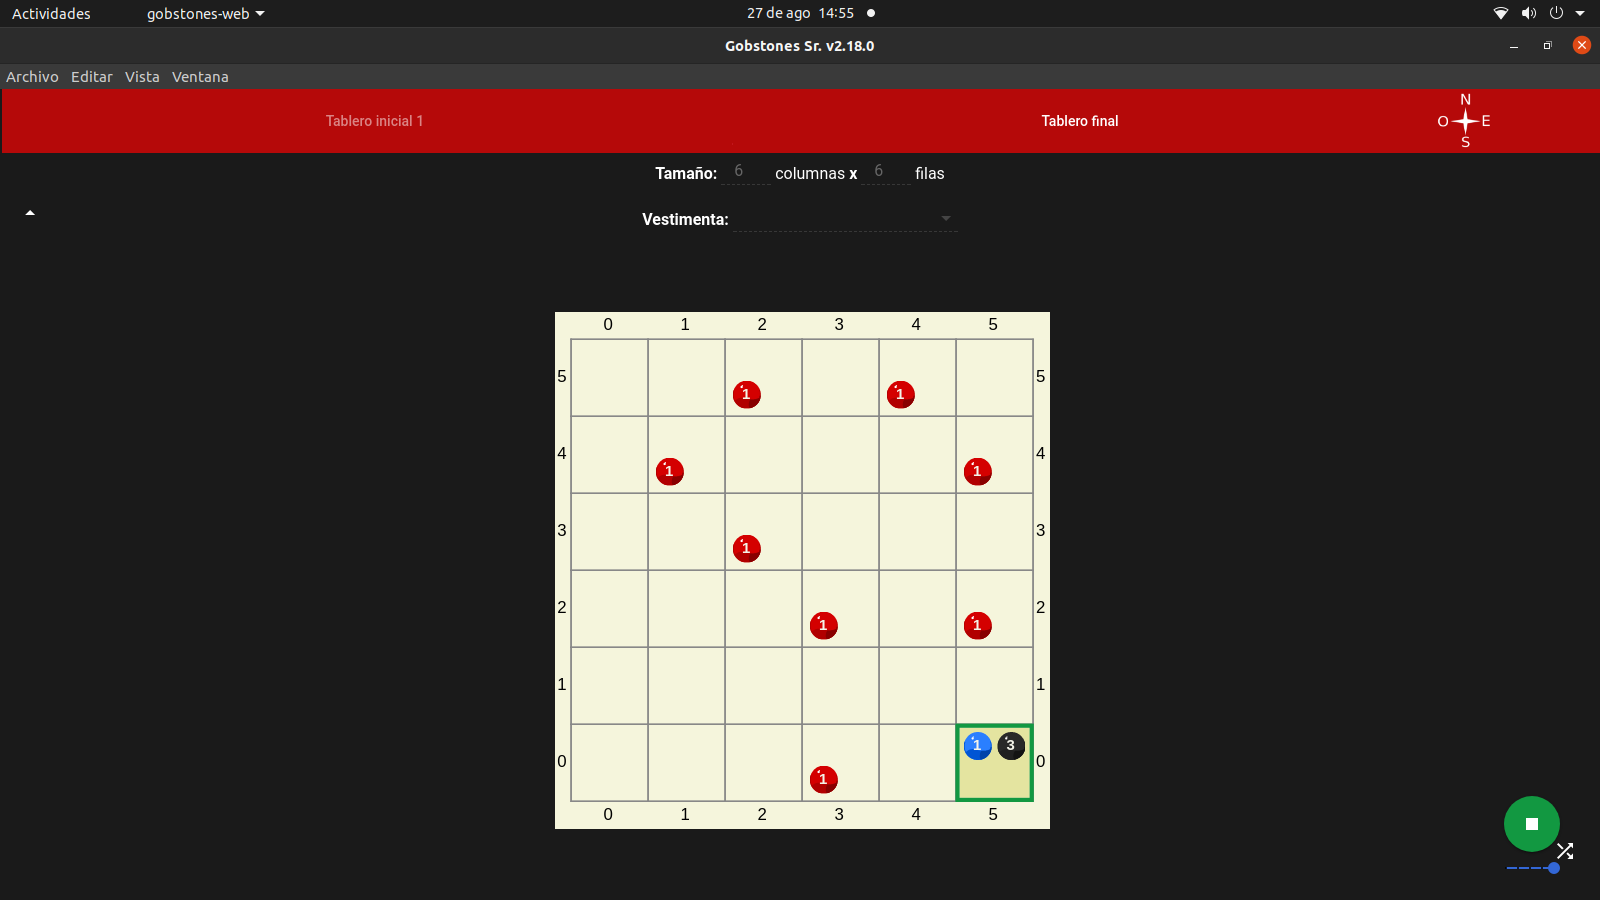 Actividades gobstones-web 27 de ago 14:55
Gobstones Sr. v2.18.0
Archivo Editar Vista Ventana
Tablero inicial 1 Tablero final
N
O E
S
Tamaño: 6 columnas x 6 filas
Vestimenta:
0 1 2 3 4 5
5 1 1 5
4 1 1 4
3 1 3
2 1 1 2
1 1
0 1 1 3 0
0 1 2 3 4 5